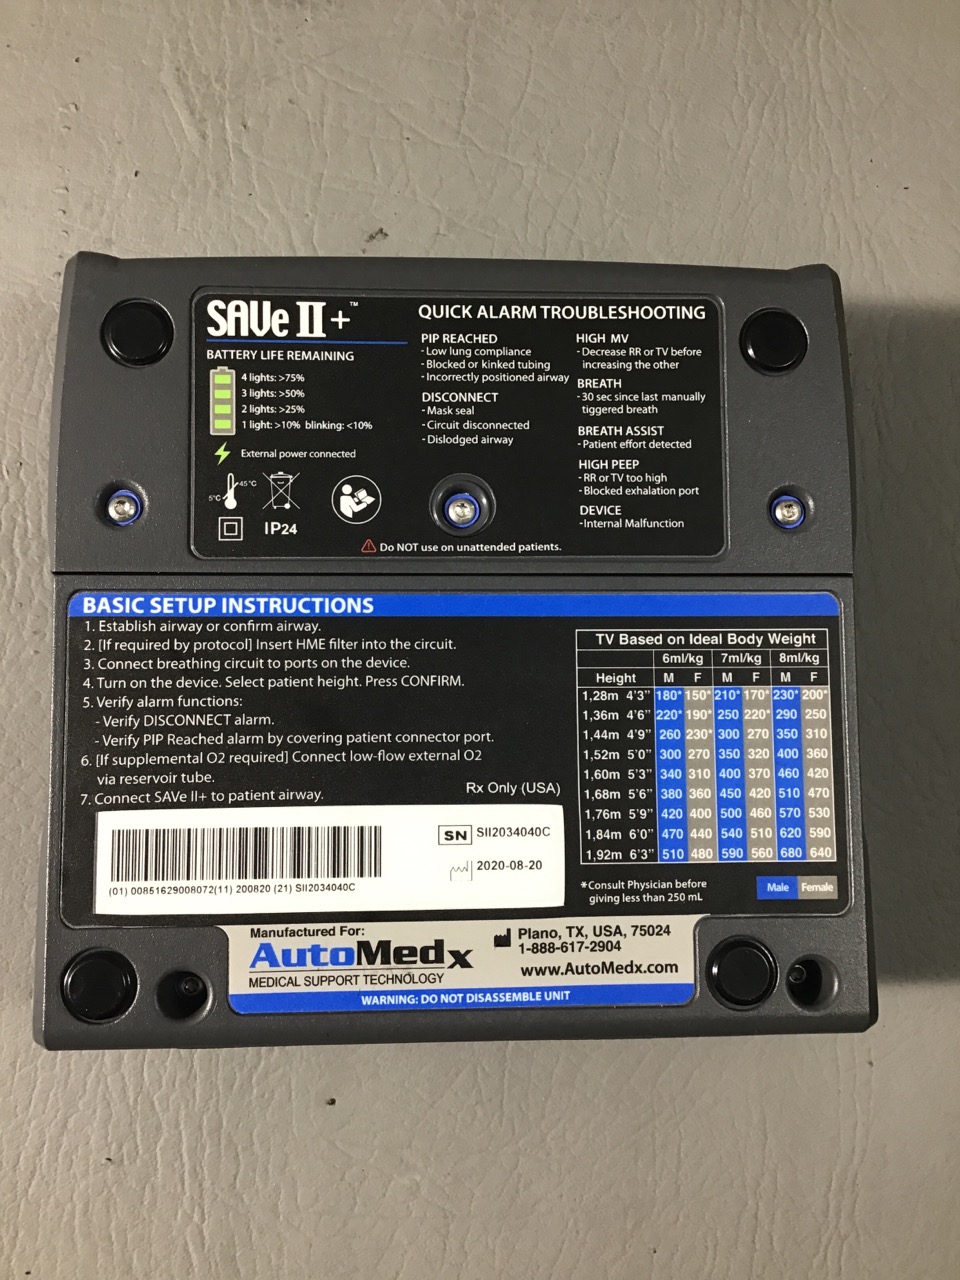 SAVe II+™
BATTERY LIFE REMAINING
4 lights: >75%
3 lights: >50%
2 lights: >25%
1 light: >10% blinking: <10%
External power connected
5°C 45°C
IP24
QUICK ALARM TROUBLESHOOTING
PIP REACHED
- Low lung compliance
- Blocked or kinked tubing
- Incorrectly positioned airway
DISCONNECT
- Mask seal
- Circuit disconnected
- Dislodged airway
HIGH MV
- Decrease RR or TV before
increasing the other
BREATH
- 30 sec since last manually
tiggered breath
BREATH ASSIST
- Patient effort detected
HIGH PEEP
- RR or TV too high
- Blocked exhalation port
DEVICE
- Internal Malfunction
Do NOT use on unattended patients.
BASIC SETUP INSTRUCTIONS
1. Establish airway or confirm airway.
2. [If required by protocol] Insert HME filter into the circuit.
3. Connect breathing circuit to ports on the device.
4. Turn on the device. Select patient height. Press CONFIRM.
5. Verify alarm functions:
- Verify DISCONNECT alarm.
- Verify PIP Reached alarm by covering patient connector port.
6. [If supplemental O2 required] Connect low-flow external O2
via reservoir tube.
7. Connect SAVe II+ to patient airway.
Rx Only (USA)
TV Based on Ideal Body Weight
6ml/kg 7ml/kg 8ml/kg
Height M F M F M F
1,28m 4'3" 180* 150* 210* 170* 230* 200*
1,36m 4'6" 220* 190* 250 220* 290 250
1,44m 4'9" 260 230* 300 270 350 310
1,52m 5'0" 300 270 350 320 400 360
1,60m 5'3" 340 310 400 370 460 420
1,68m 5'6" 380 360 450 420 510 470
1,76m 5'9" 420 400 500 460 570 530
1,84m 6'0" 470 440 540 510 620 590
1,92m 6'3" 510 480 590 560 680 640
*Consult Physician before
giving less than 250 mL
Male Female
SN SII2034040C
2020-08-20
(01) 00851629008072(11) 200820 (21) SII2034040C
Manufactured For:
AutoMedx
MEDICAL SUPPORT TECHNOLOGY
Plano, TX, USA, 75024
1-888-617-2904
www.AutoMedx.com
WARNING: DO NOT DISASSEMBLE UNIT